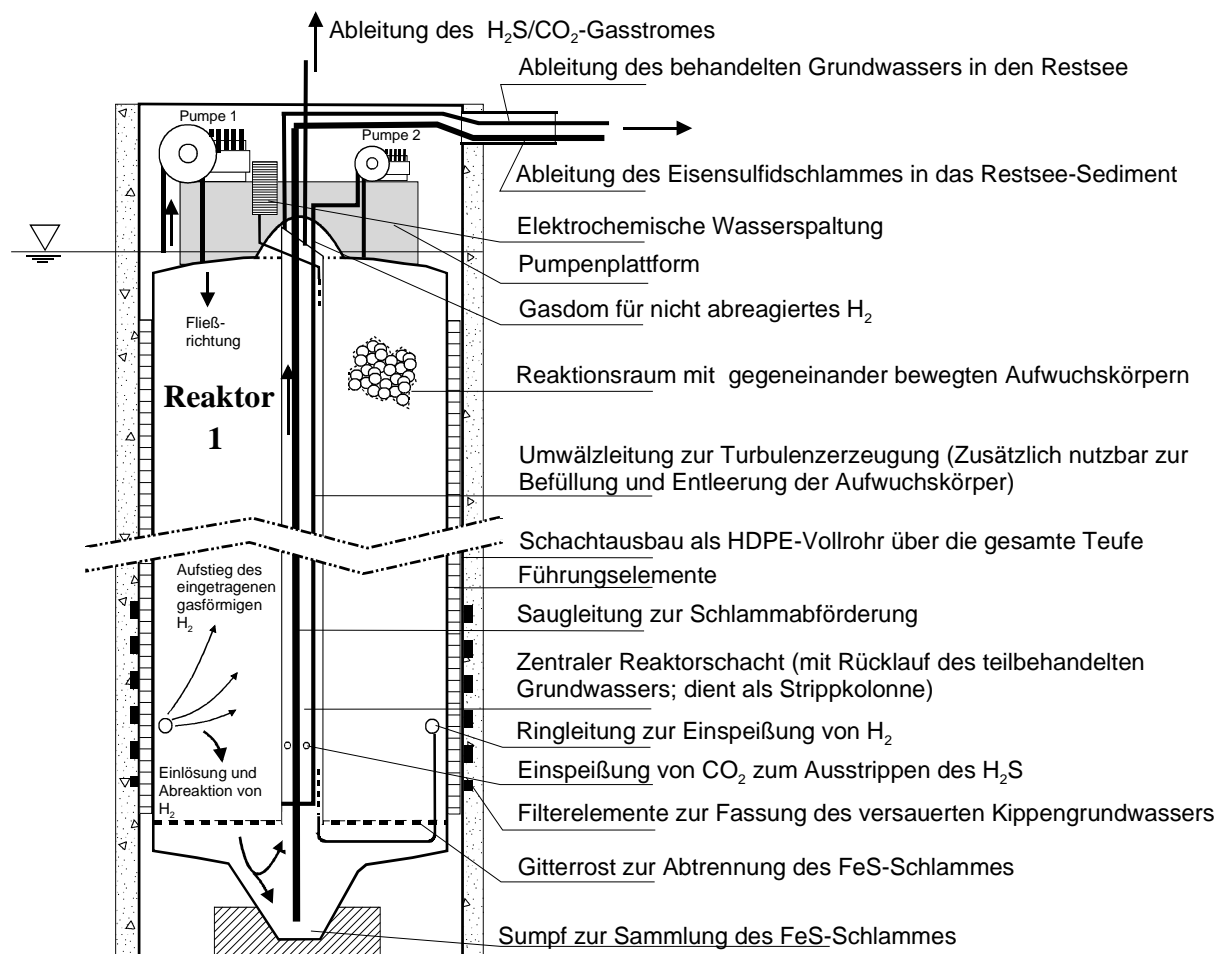 Ableitung des H₂S/CO₂-Gasstromes
Ableitung des behandelten Grundwassers in den Restsee
Pumpe 1
Pumpe 2
Ableitung des Eisensulfidschlammes in das Restsee-Sediment
Elektrochemische Wasserspaltung
Pumpenplattform
Gasdom für nicht abreagiertes H₂
Fließ-
richtung
Reaktionsraum mit gegeneinander bewegten Aufwuchskörpern
Reaktor
1
Umwälzleitung zur Turbulenzerzeugung (Zusätzlich nutzbar zur
Befüllung und Entleerung der Aufwuchskörper)
Schachtausbau als HDPE-Vollrohr über die gesamte Teufe
Führungselemente
Aufstieg des
eingetragenen
gasförmigen
H₂
Saugleitung zur Schlammabförderung
Zentraler Reaktorschacht (mit Rücklauf des teilbehandelten
Grundwassers; dient als Strippkolonne)
Ringleitung zur Einspeißung von H₂
Einspeißung von CO₂ zum Ausstrippen des H₂S
Einlösung und
Abreaktion von
H₂
Filterelemente zur Fassung des versauerten Kippengrundwassers
Gitterrost zur Abtrennung des FeS-Schlammes
Sumpf zur Sammlung des FeS-Schlammes